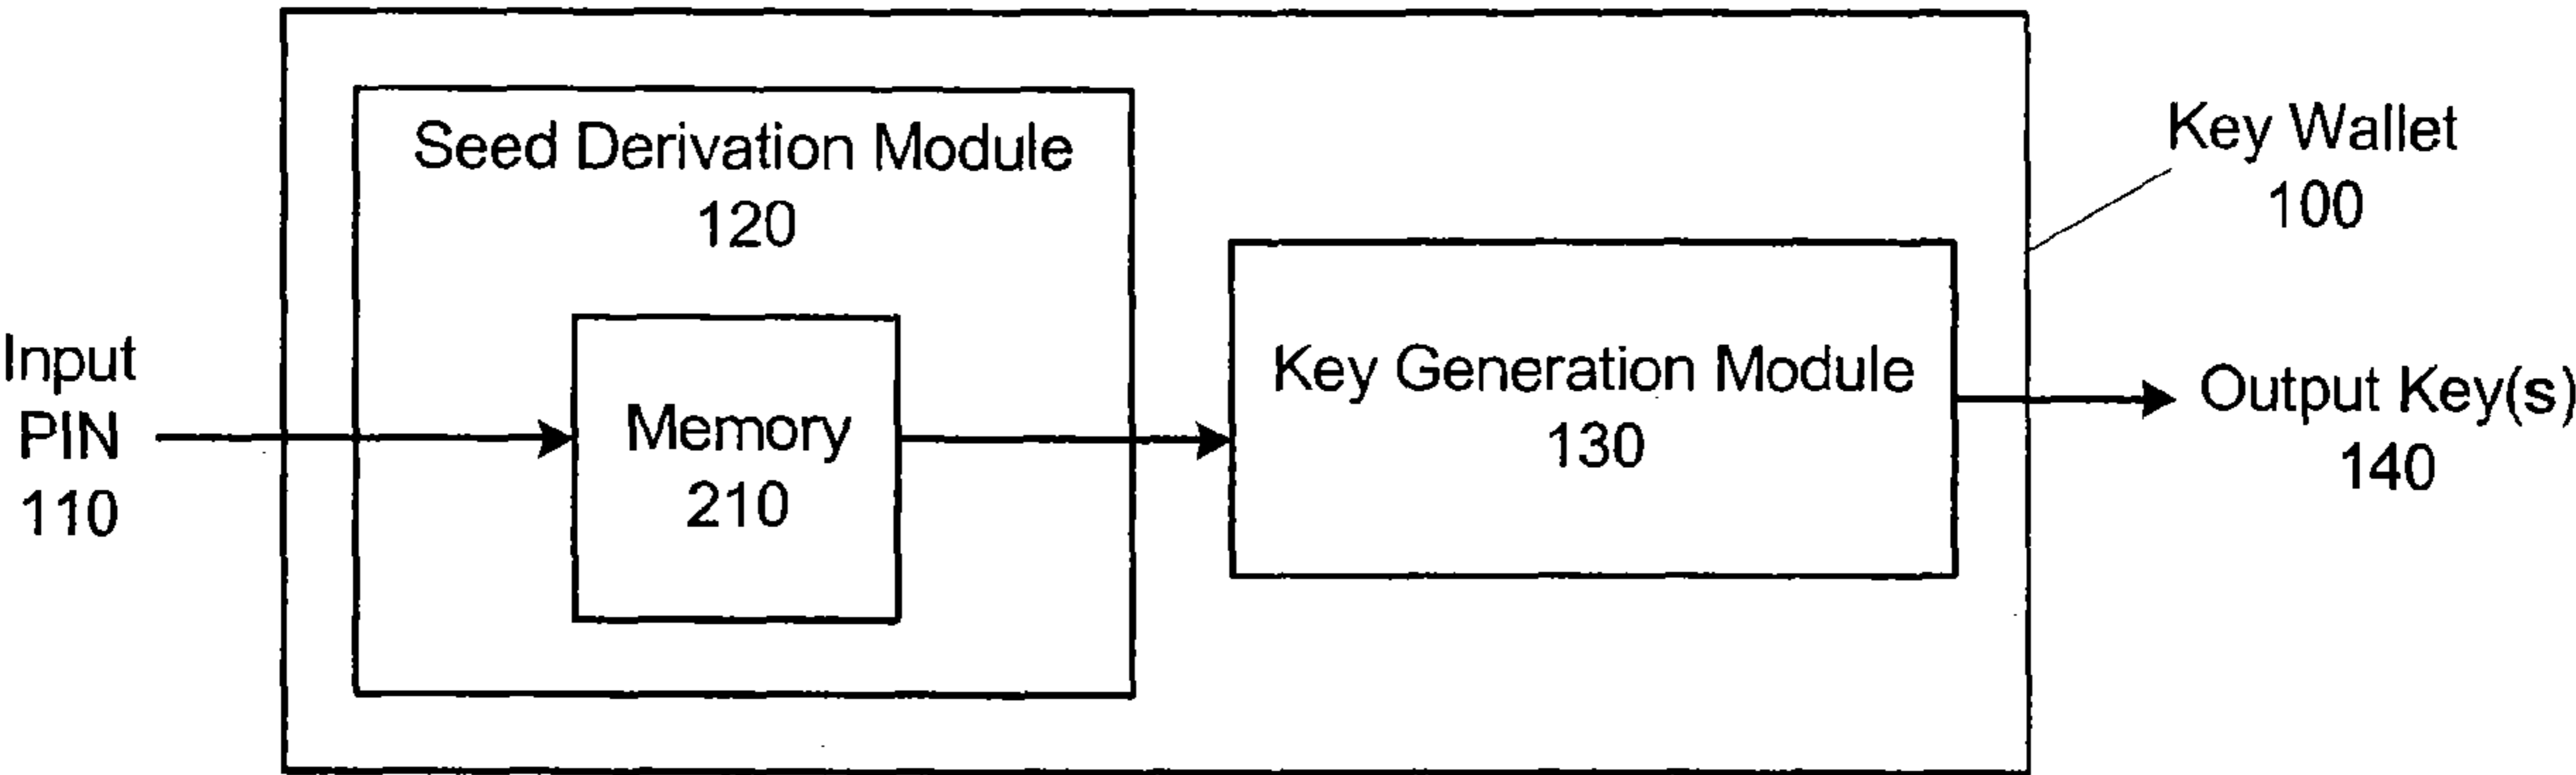 Seed Derivation Module
120
Key Wallet
100
Input
PIN
110
Memory
210
Key Generation Module
130
Output Key(s)
140